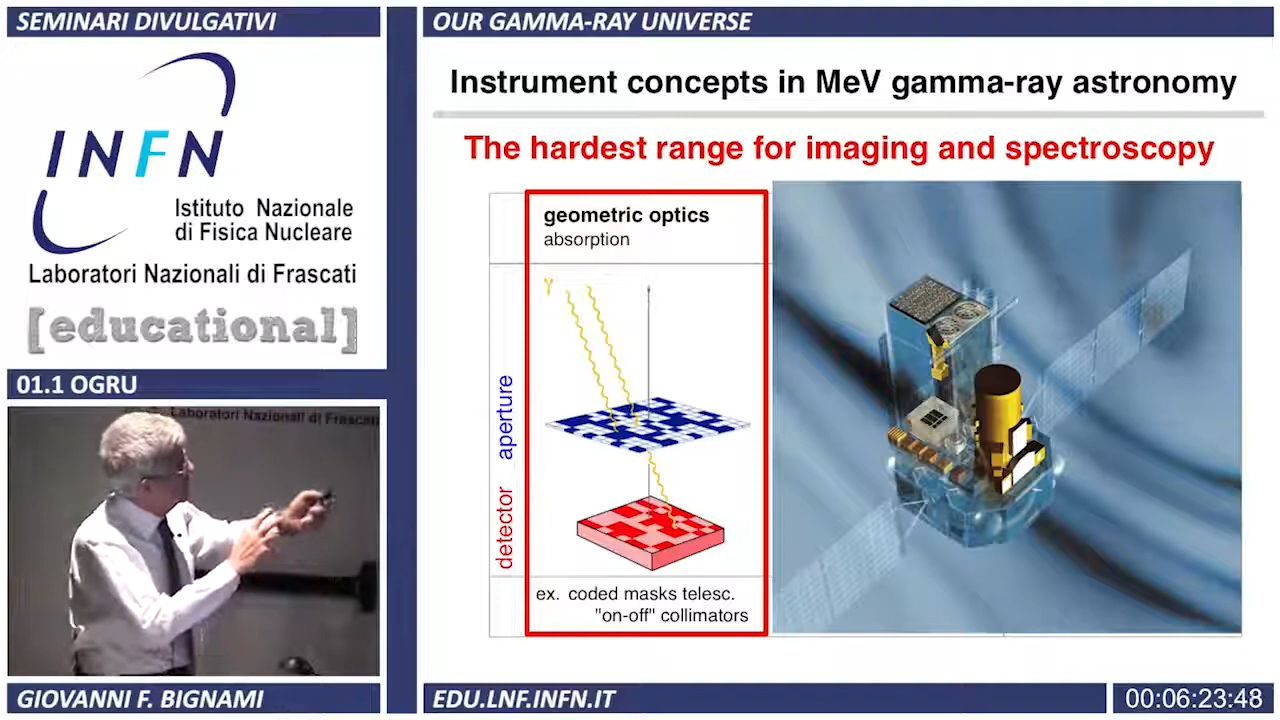 SEMINARI DIVULGATIVI
INFN
Istituto Nazionale
di Fisica Nucleare
Laboratori Nazionali di Frascati
[educational]
01.1 OGRU
Laboratori Nazionali di Frascati
GIOVANNI F. BIGNAMI
OUR GAMMA-RAY UNIVERSE
Instrument concepts in MeV gamma-ray astronomy
The hardest range for imaging and spectroscopy
geometric optics
absorption
γ
aperture
detector
ex. coded masks telesc.
"on-off" collimators
EDU.LNF.INFN.IT
00:06:23:48